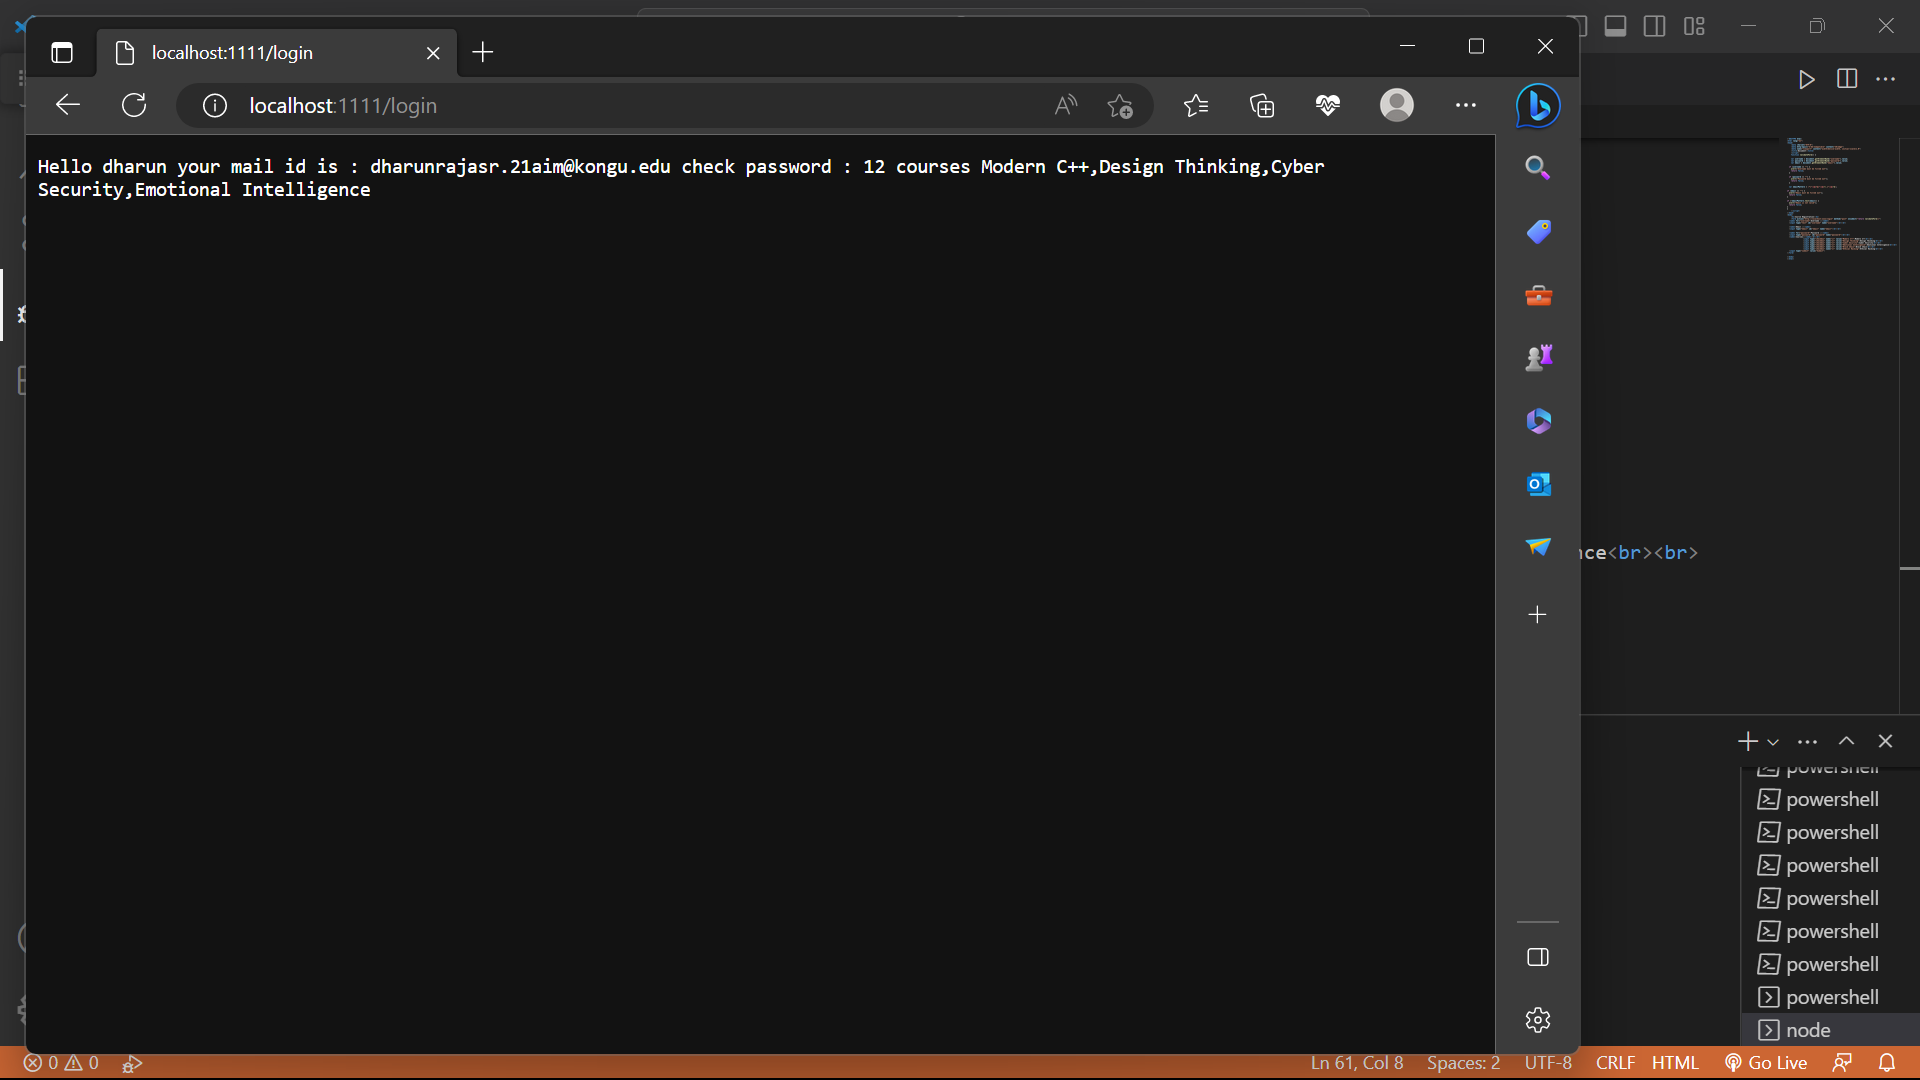 localhost:1111/login
localhost:1111/login
Hello dharun your mail id is : dharunrajasr.21aim@kongu.edu check password : 12 courses Modern C++,Design Thinking,Cyber
Security,Emotional Intelligence
nce<br><br>
powershell
powershell
powershell
powershell
powershell
powershell
powershell
powershell
node
0 0 Ln 61, Col 8 Spaces: 2 UTF-8 CRLF HTML Go Live